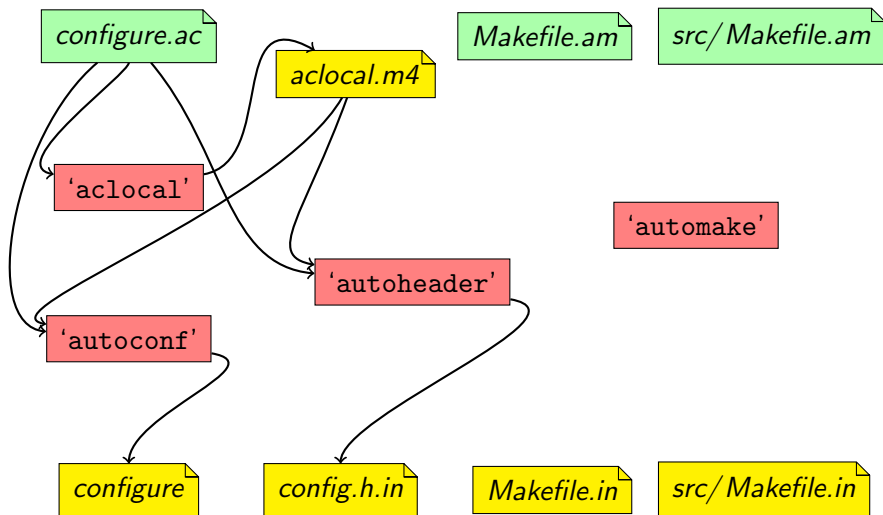 configure.ac
aclocal.m4
Makefile.am
src/Makefile.am
‘aclocal’
‘automake’
‘autoheader’
‘autoconf’
configure
config.h.in
Makefile.in
src/Makefile.in